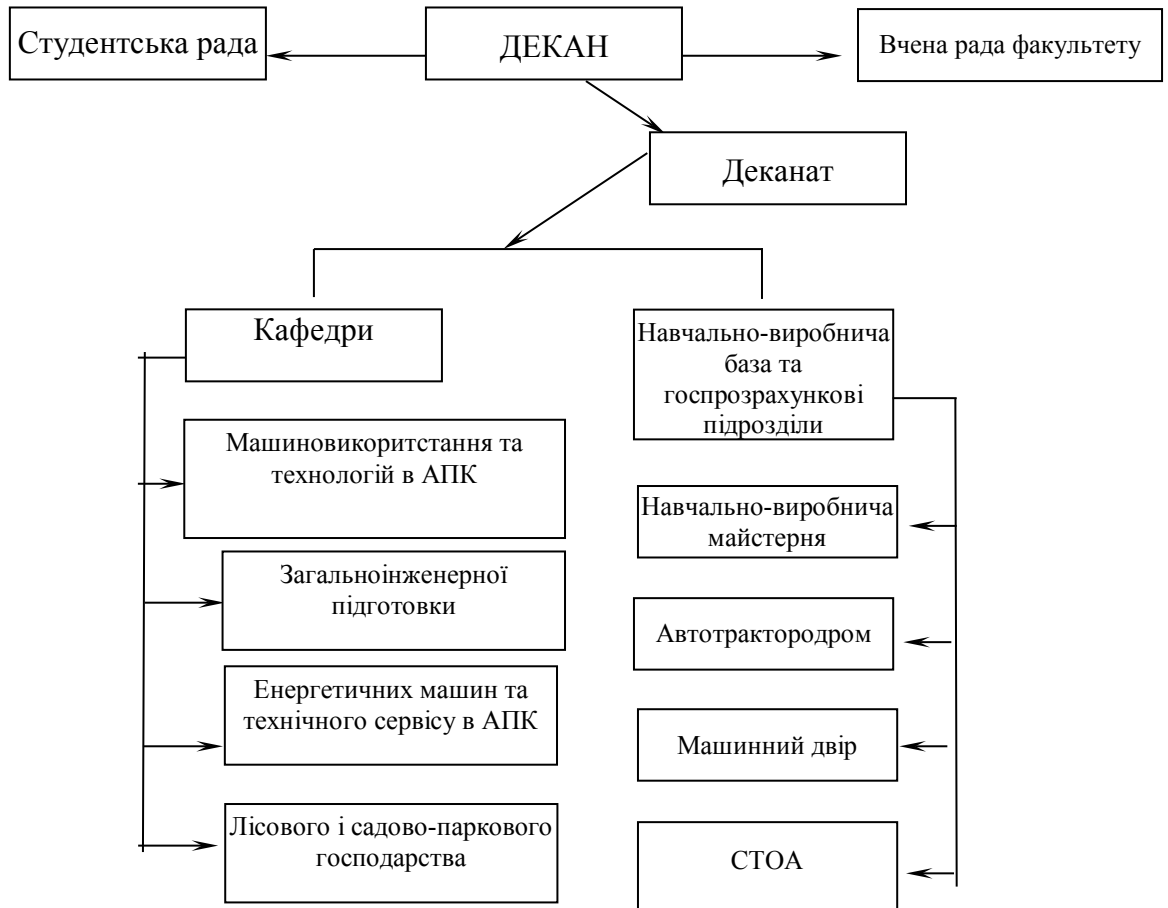 Студентська рада
ДЕКАН
Вчена рада факультету
Деканат
Кафедри
Навчально-виробнича
база та
госпрозрахункові
підрозділи
Машиновикоритстання та
технологій в АПК
Навчально-виробнича
майстерня
Загальноінженерної
підготовки
Автотрактородром
Енергетичних машин та
технічного сервісу в АПК
Машинний двір
Лісового і садово-паркового
господарства
СТОА